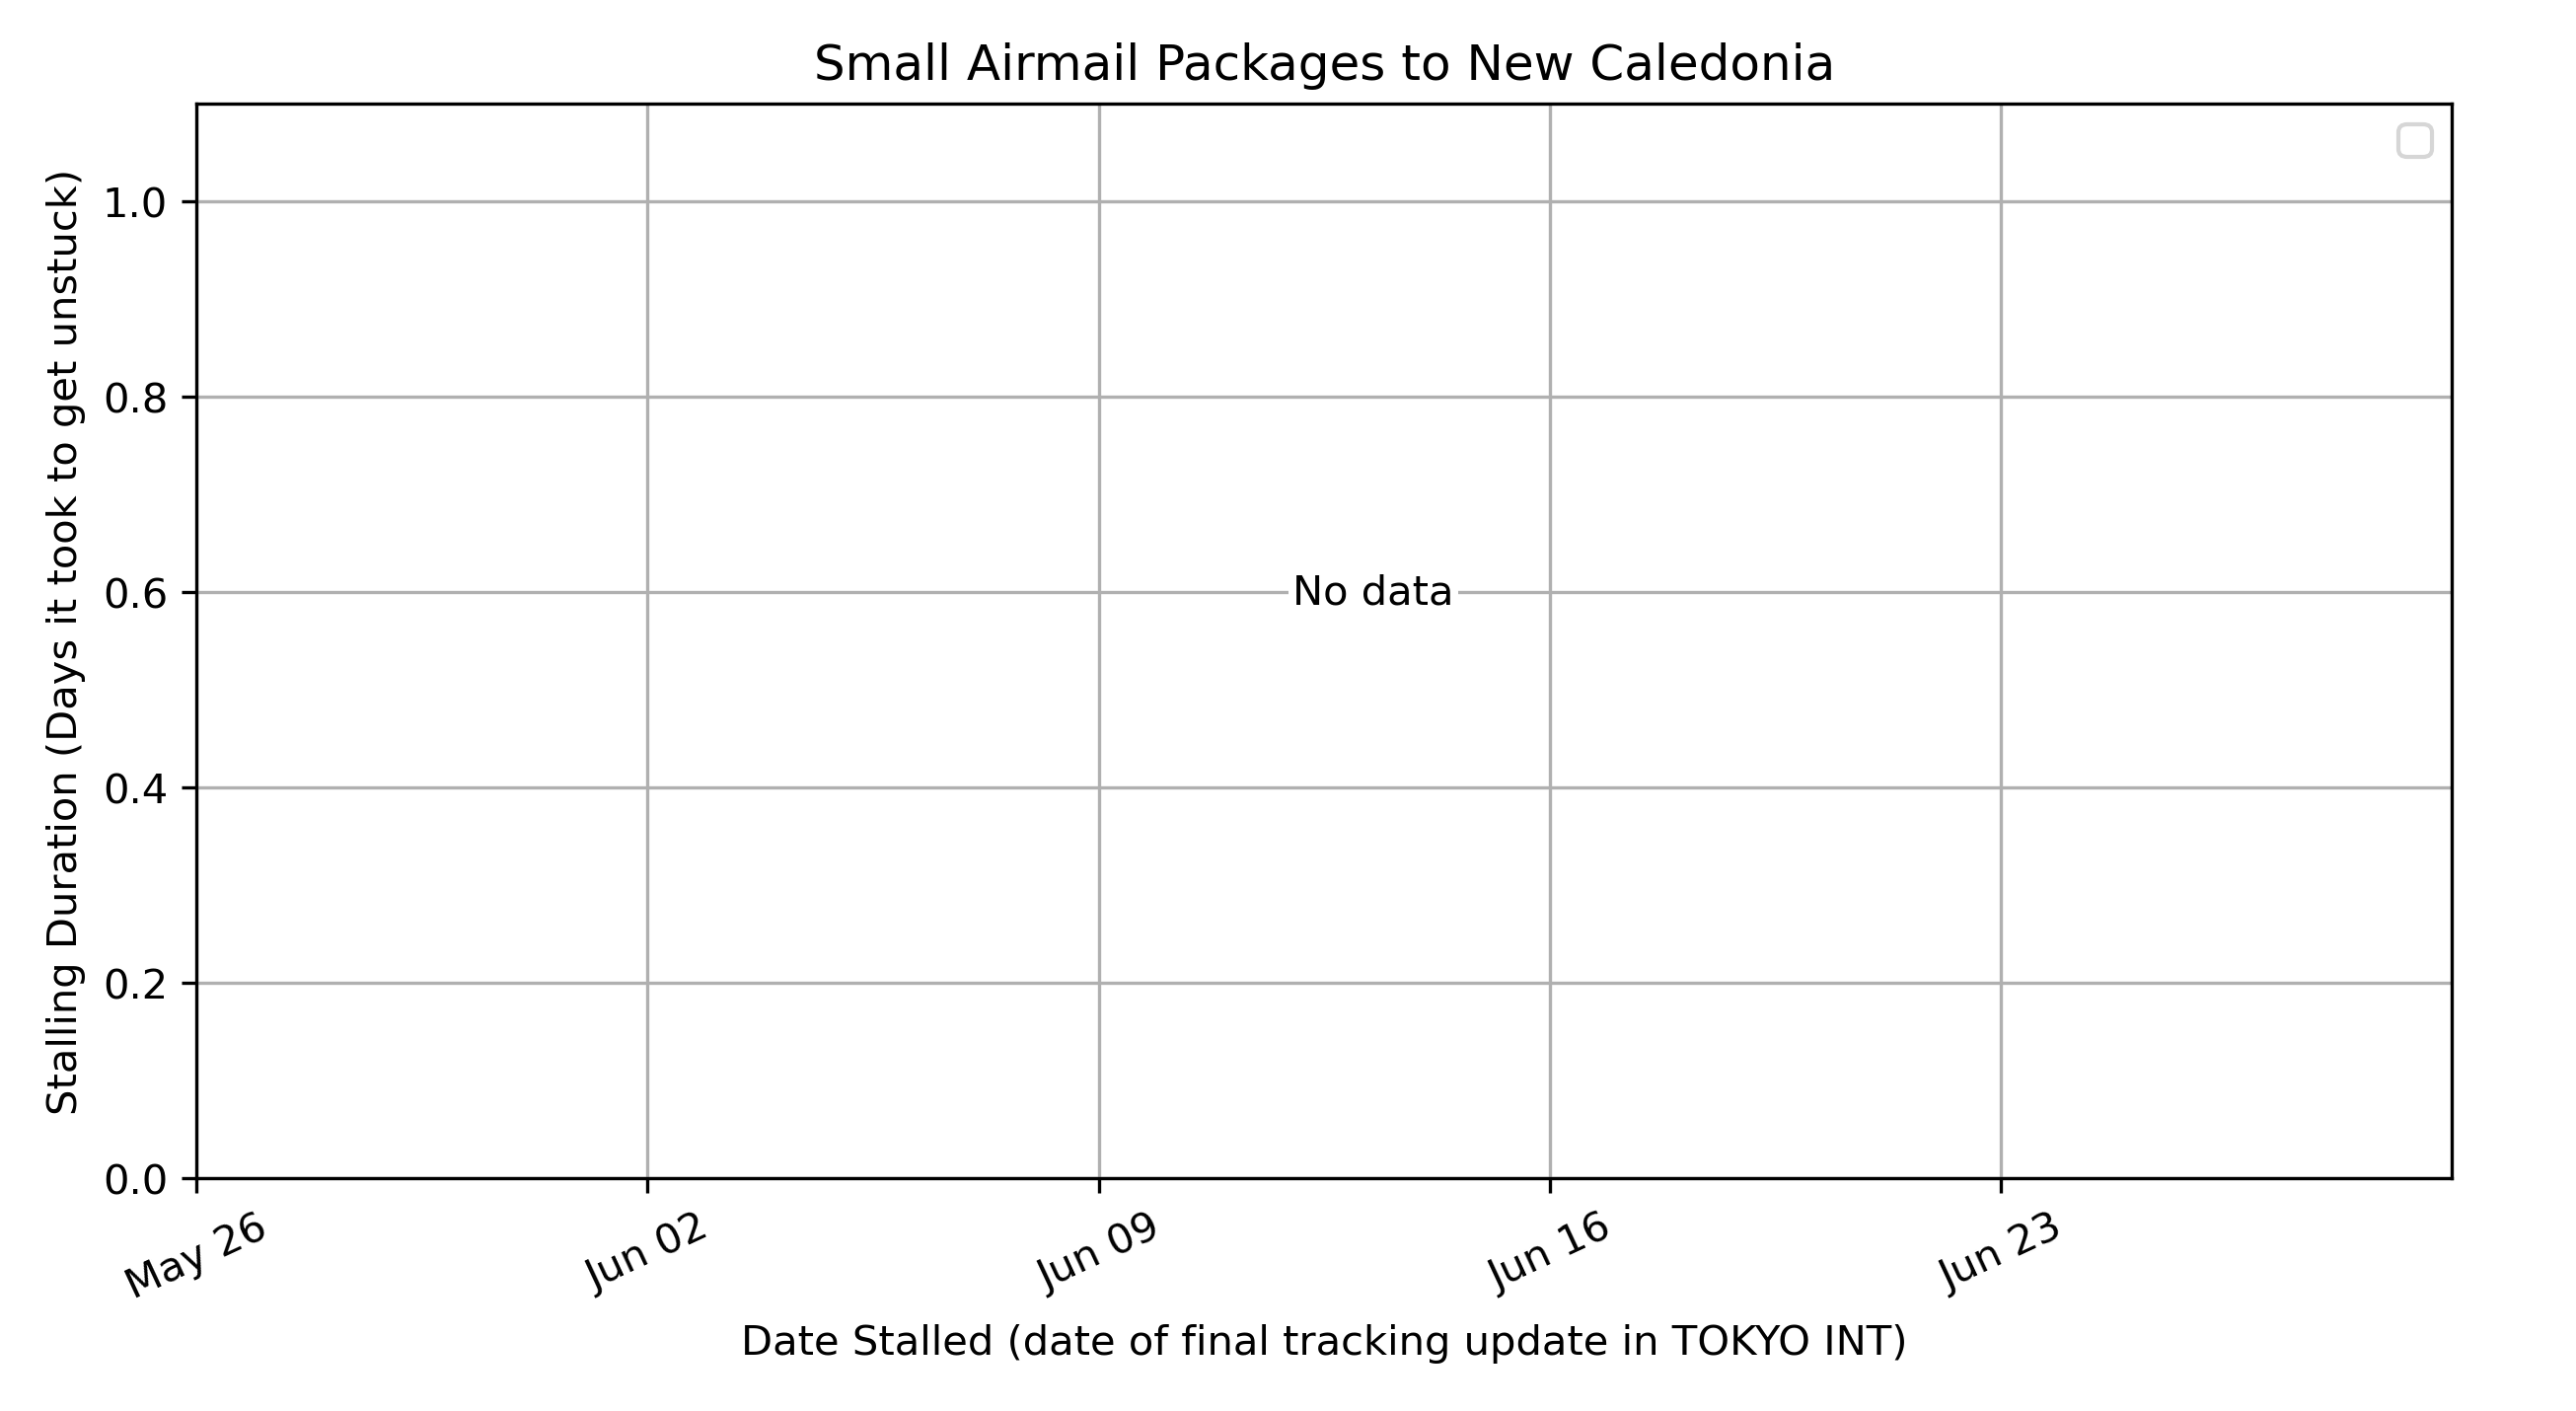 Small Airmail Packages to New Caledonia
Stalling Duration (Days it took to get unstuck)
1.0
0.8
0.6
0.4
0.2
0.0
No data
May 26
Jun 02
Jun 09
Jun 16
Jun 23
Date Stalled (date of final tracking update in TOKYO INT)